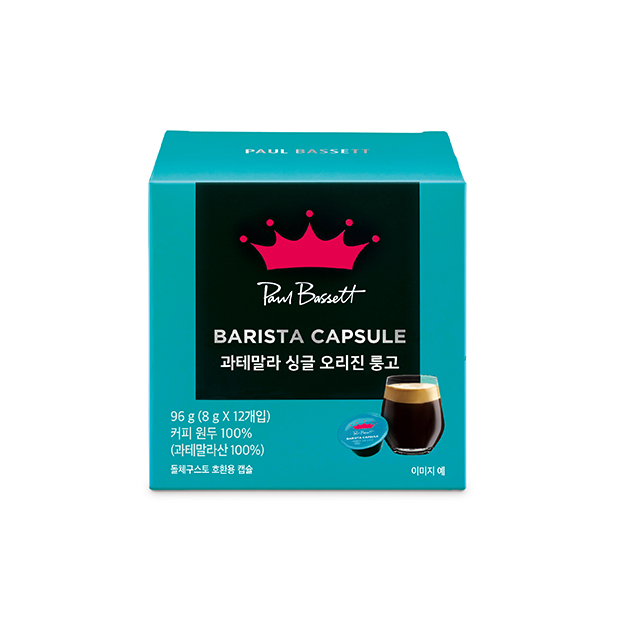 PAUL BASSETT
Paul Bassett
BARISTA CAPSULE
과테말라 싱글 오리진 룽고
96 g (8 g X 12개입)
커피 원두 100%
(과테말라산 100%)
돌체구스토 호환용 캡슐
Paul Bassett
BARISTA CAPSULE
이미지 예